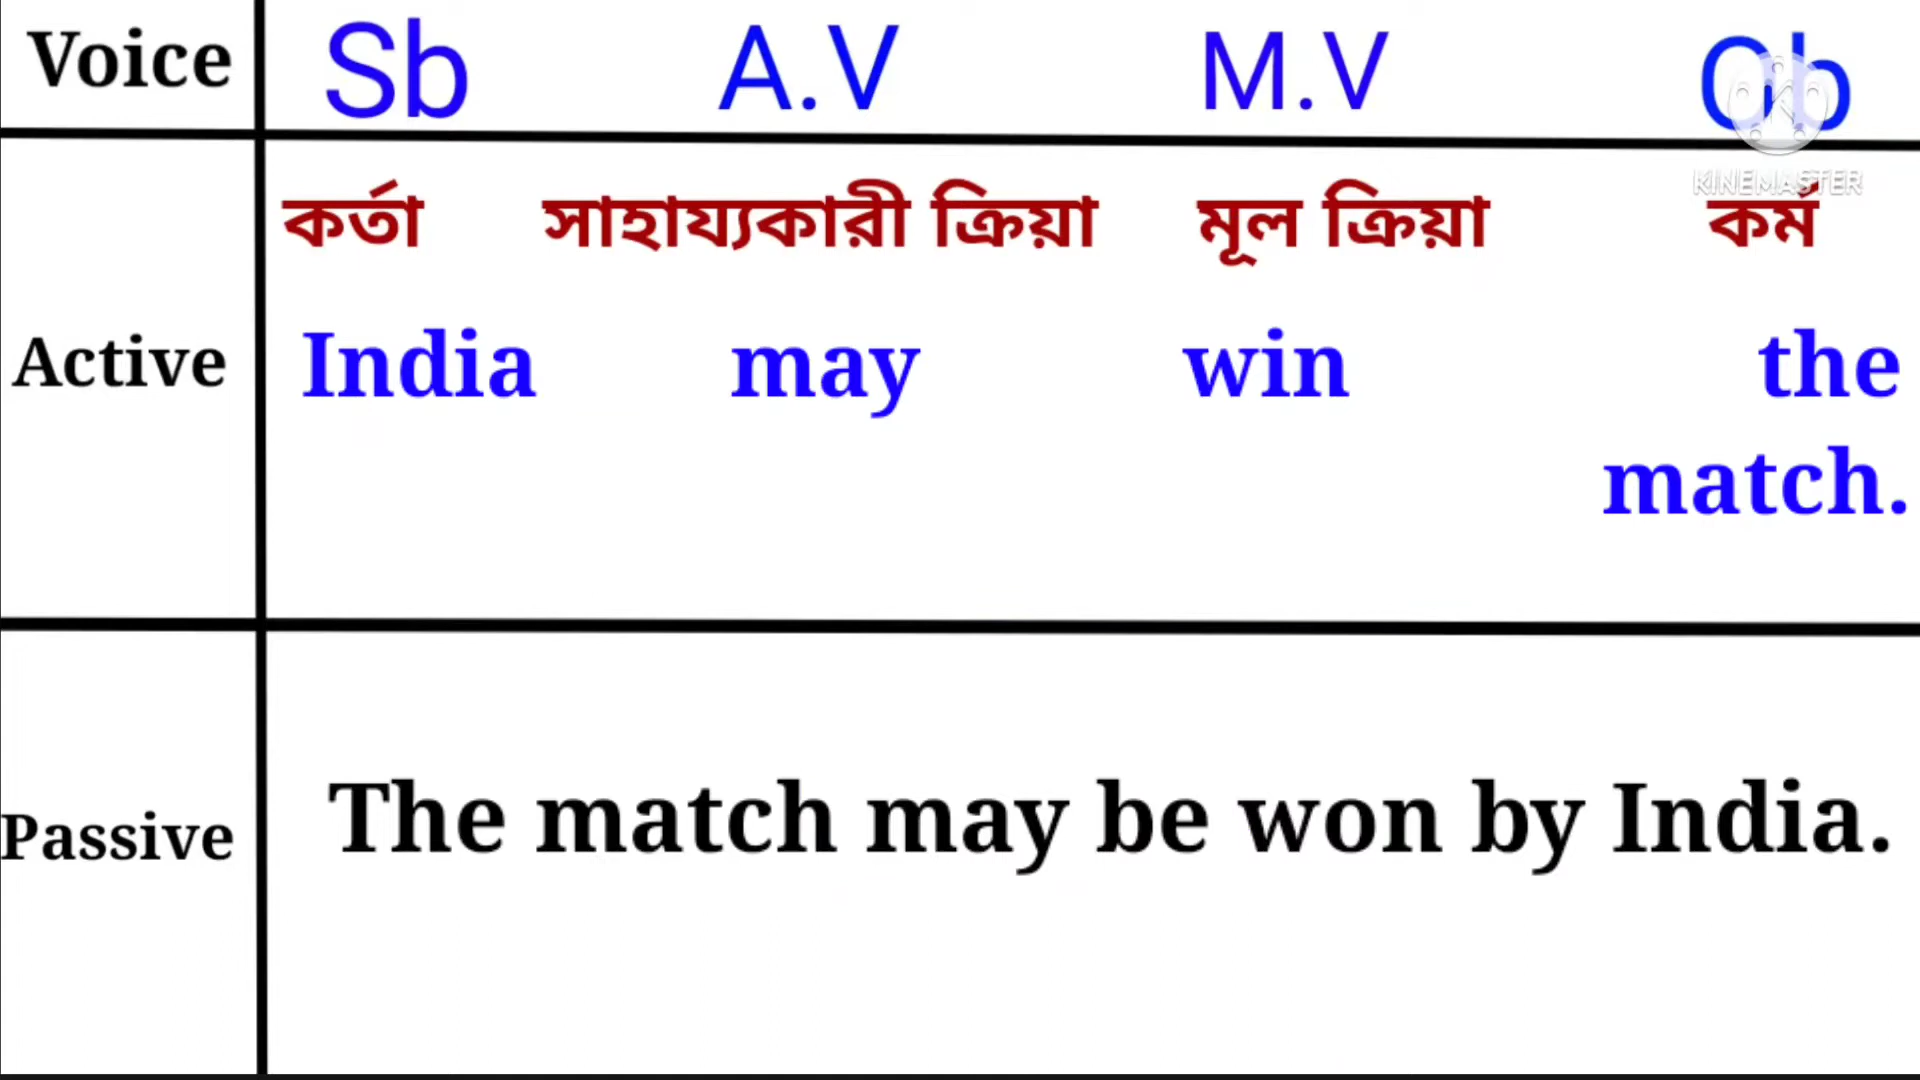 Voice Sb A.V M.V Ob
KINEMASTER
কর্তা সাহায্যকারী ক্রিয়া মূল ক্রিয়া কর্ম
Active India may win the
match.
Passive The match may be won by India.